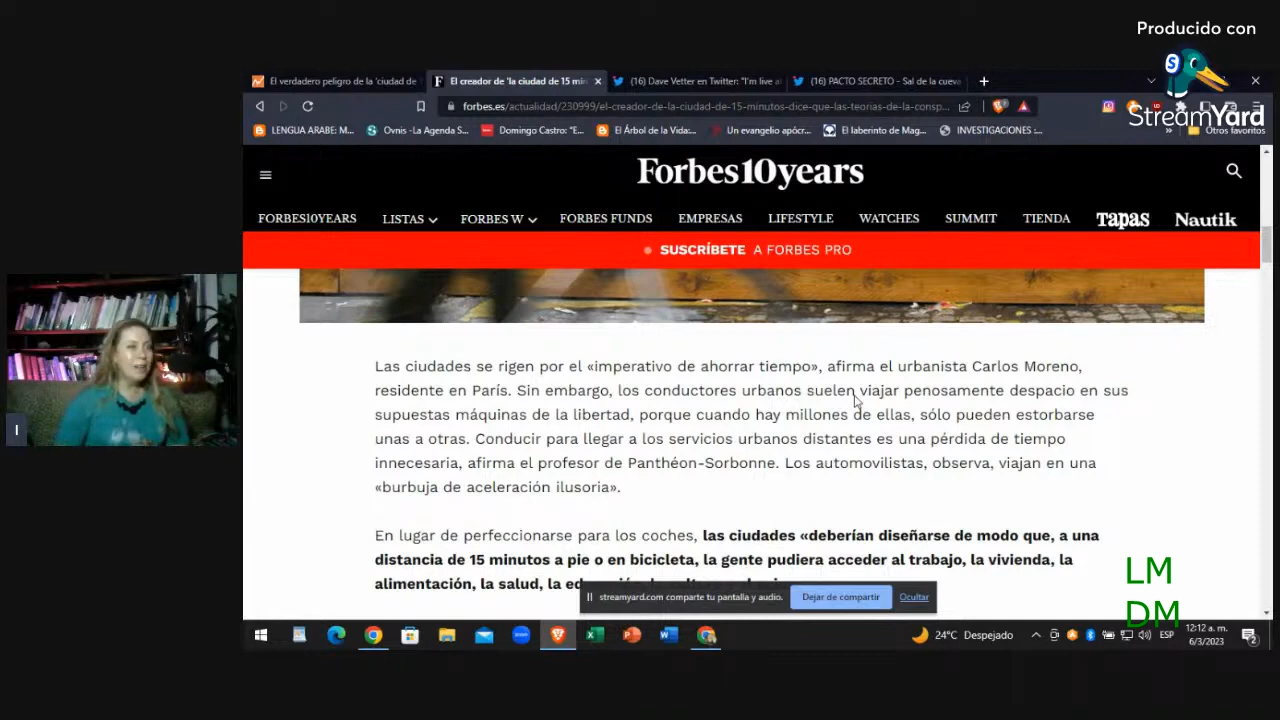 Producido con
StreamYard
El verdadero peligro de la 'ciudad de
El creador de 'la ciudad de 15 min
(16) Dave Vetter en Twitter: "I'm live a
(16) PACTO SECRETO - Sal de la cueva
forbes.es/actualidad/230999/el-creador-de-la-ciudad-de-15-minutos-dice-que-las-teorias-de-la-consp...
LENGUA ARABE: M...
Ovnis -La Agenda S...
Domingo Castro: "E...
El Árbol de la Vida:...
Un evangelio apócr...
El laberinto de Mag...
INVESTIGACIONES :...
Otros favoritos
Forbes10years
FORBES10YEARS LISTAS FORBES W FORBES FUNDS EMPRESAS LIFESTYLE WATCHES SUMMIT TIENDA TAPAS Nautik
SUSCRÍBETE A FORBES PRO
Las ciudades se rigen por el «imperativo de ahorrar tiempo», afirma el urbanista Carlos Moreno,
residente en París. Sin embargo, los conductores urbanos suelen viajar penosamente despacio en sus
supuestas máquinas de la libertad, porque cuando hay millones de ellas, sólo pueden estorbarse
unas a otras. Conducir para llegar a los servicios urbanos distantes es una pérdida de tiempo
innecesaria, afirma el profesor de Panthéon-Sorbonne. Los automovilistas, observa, viajan en una
«burbuja de aceleración ilusoria».
En lugar de perfeccionarse para los coches, las ciudades «deberían diseñarse de modo que, a una
distancia de 15 minutos a pie o en bicicleta, la gente pudiera acceder al trabajo, la vivienda, la
alimentación, la salud, la
streamyard.com comparte tu pantalla y audio.
Dejar de compartir
Ocultar
LM
DM
I
24°C Despejado
ESP
12:12 a. m.
6/3/2023
2